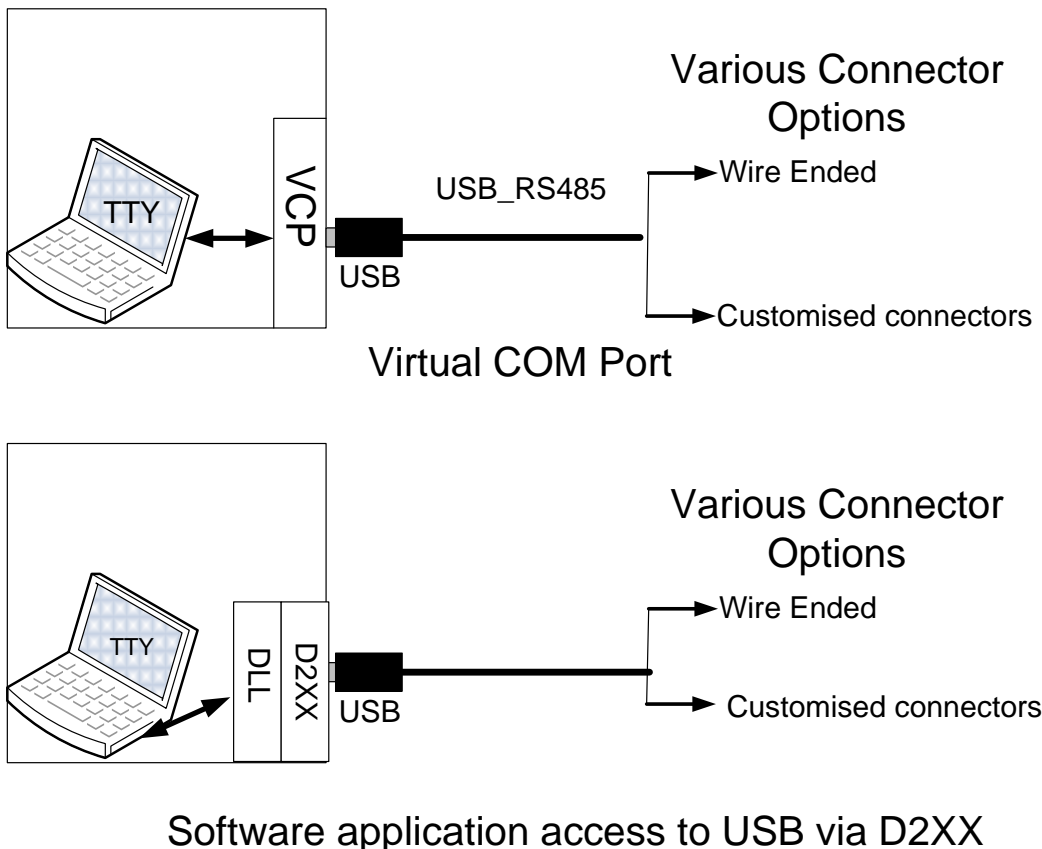 Various Connector
Options
TTY
VCP
USB_RS485
Wire Ended
USB
Customised connectors
Virtual COM Port
Various Connector
Options
TTY
DLL
D2XX
Wire Ended
USB
Customised connectors
Software application access to USB via D2XX